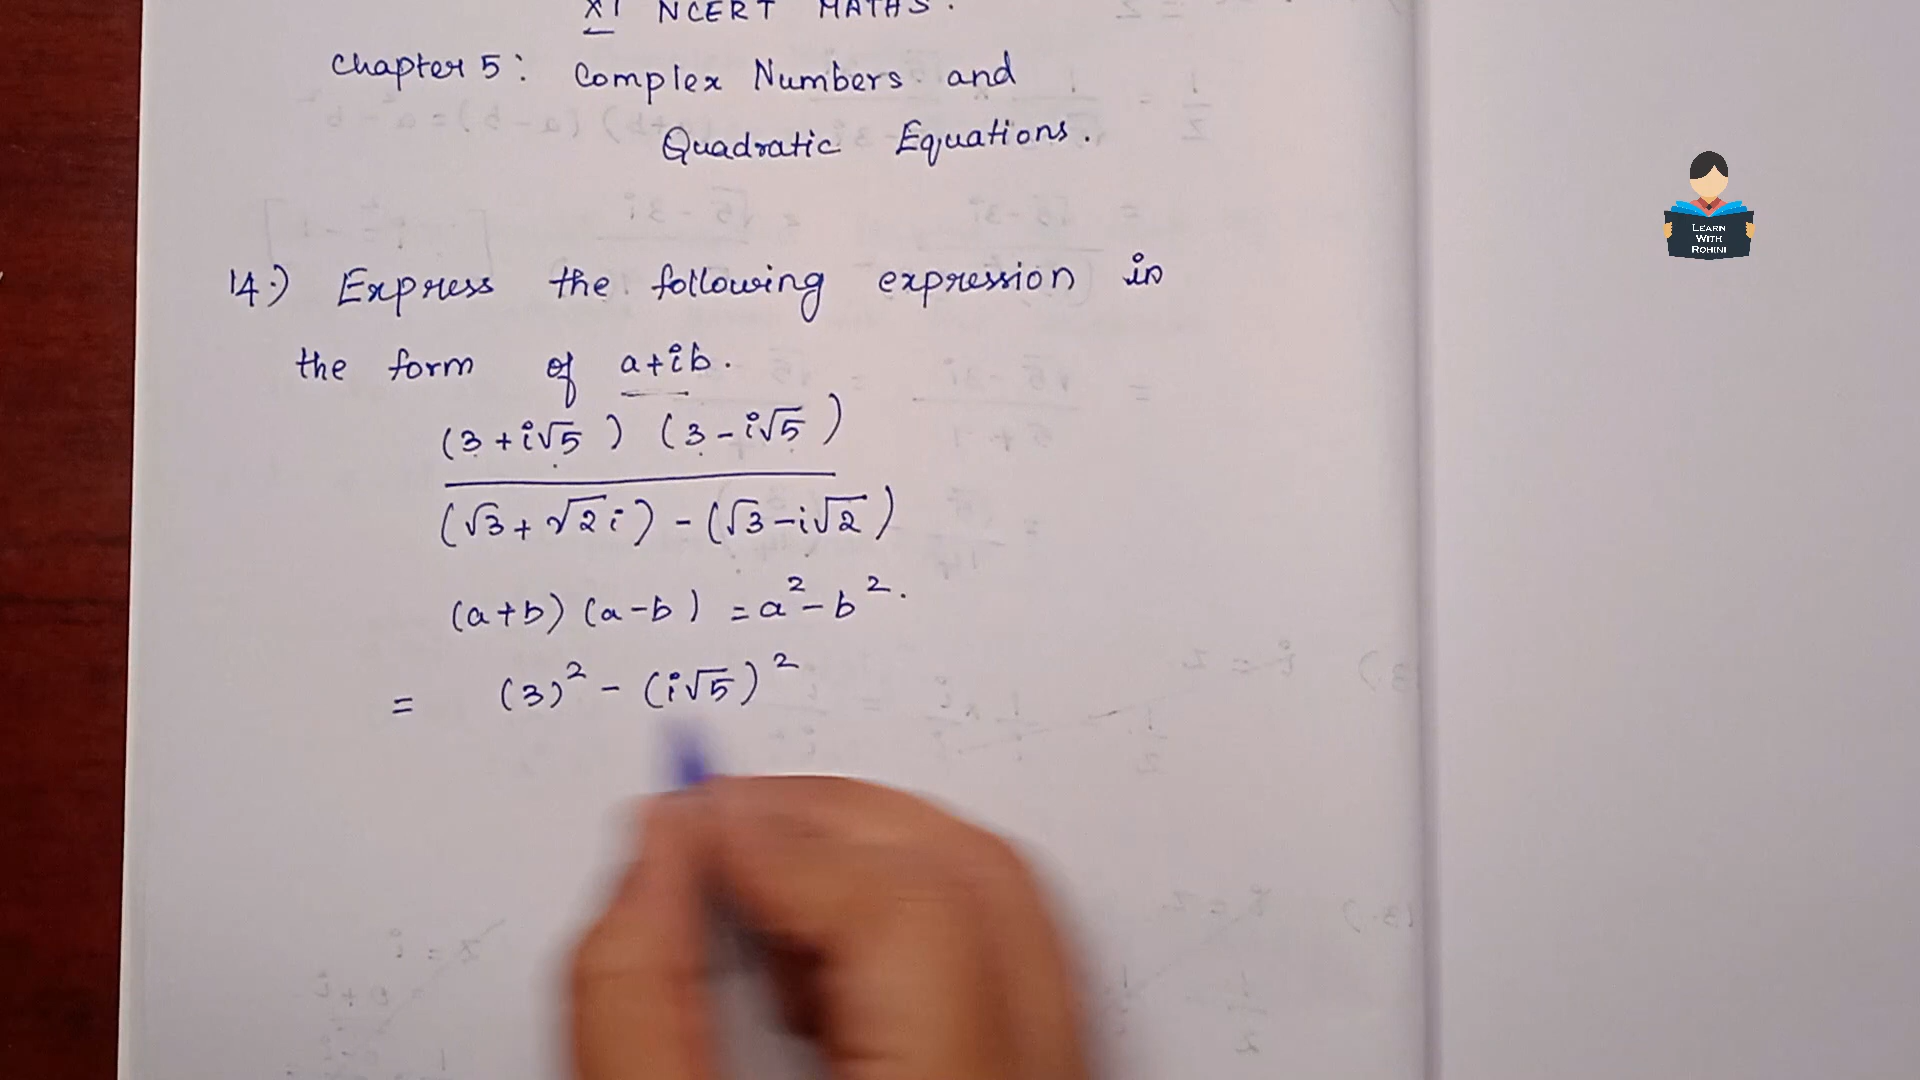 XI NCERT MATHS.
Chapter 5: Complex Numbers and
Quadratic Equations.
LEARN
WITH
ROHINI
14.) Express the following expression in
the form of a+ib.
(3+i√5) (3-i√5)
(√3+√2i) - (√3-i√2)
(a+b) (a-b) = a²-b².
= (3)² - (i√5)²